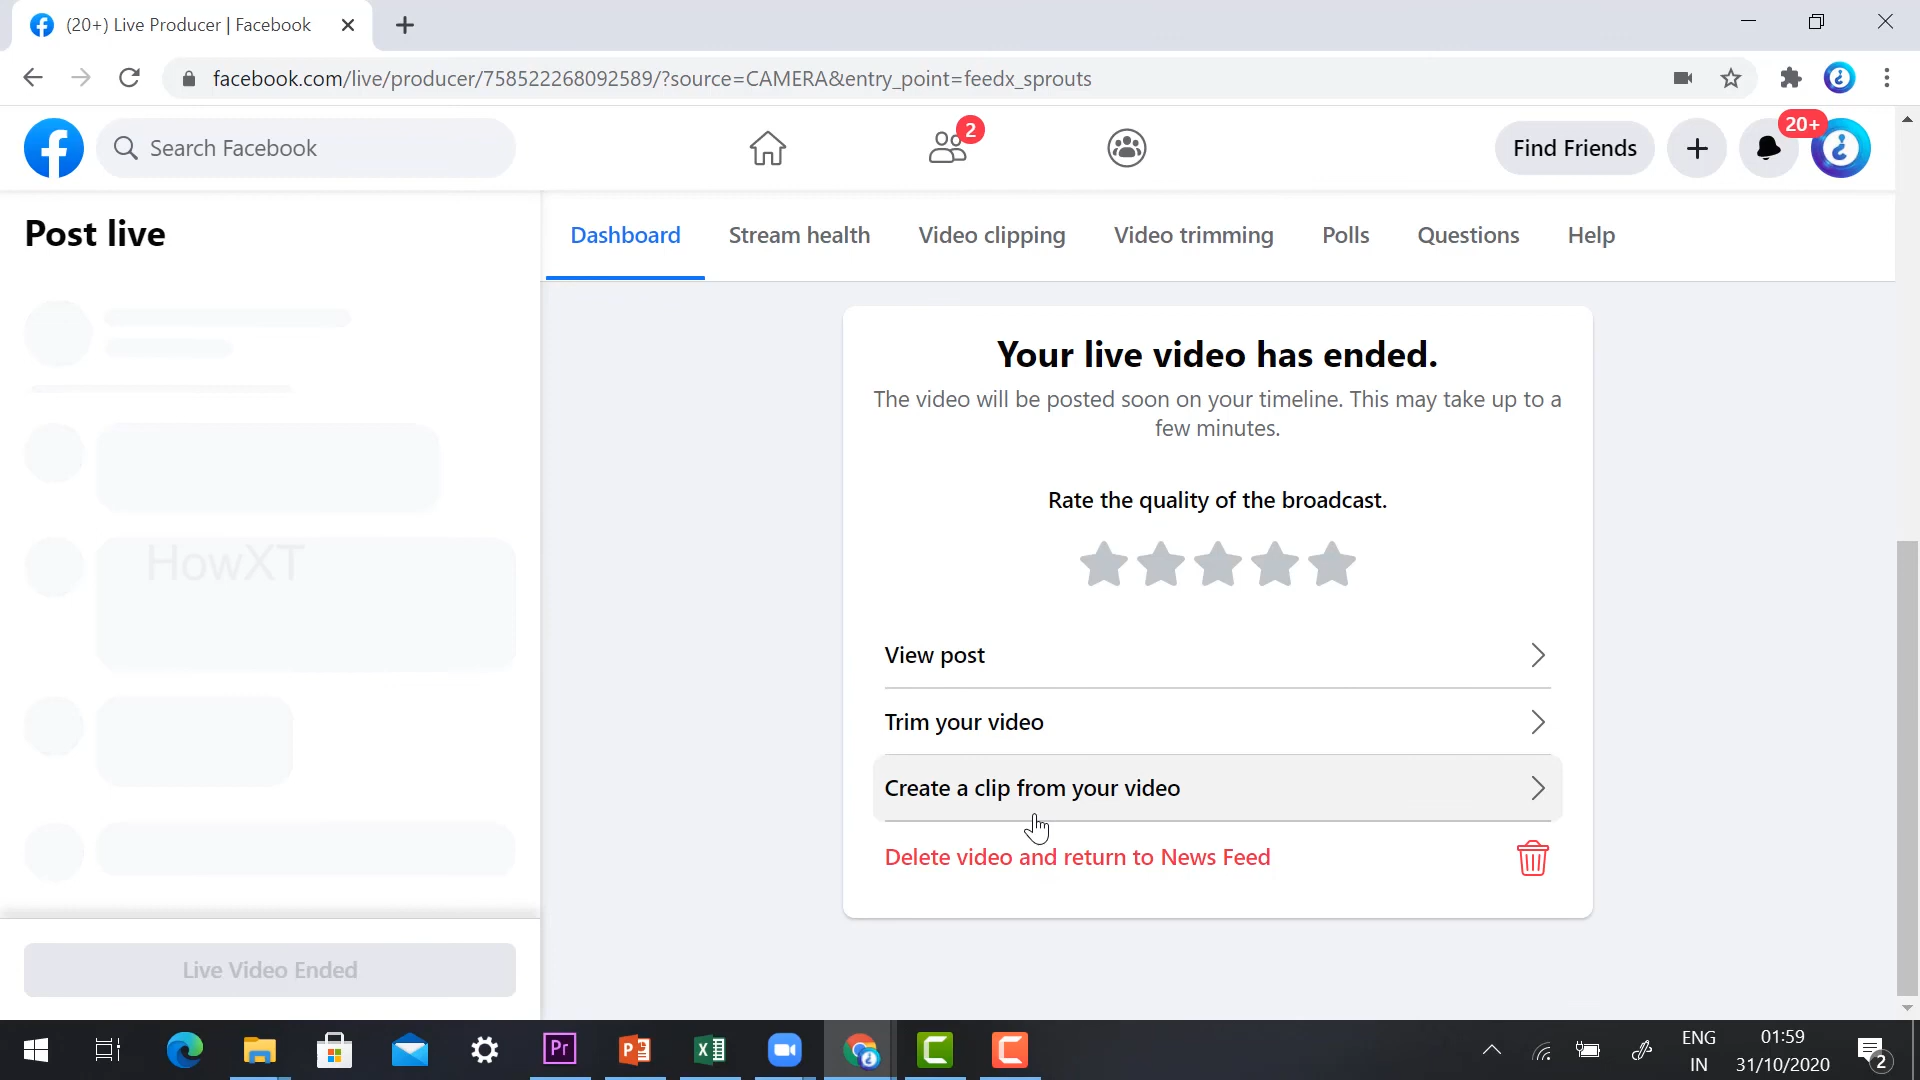 (20+) Live Producer | Facebook
facebook.com/live/producer/758522268092589/?source=CAMERA&entry_point=feedx_sprouts
Search Facebook
2
Find Friends
20+
Post live
Dashboard
Stream health
Video clipping
Video trimming
Polls
Questions
Help
Your live video has ended.
The video will be posted soon on your timeline. This may take up to a
few minutes.
Rate the quality of the broadcast.
HowXT
View post
Trim your video
Create a clip from your video
Delete video and return to News Feed
Live Video Ended
Pr
ENG
IN
01:59
31/10/2020
2